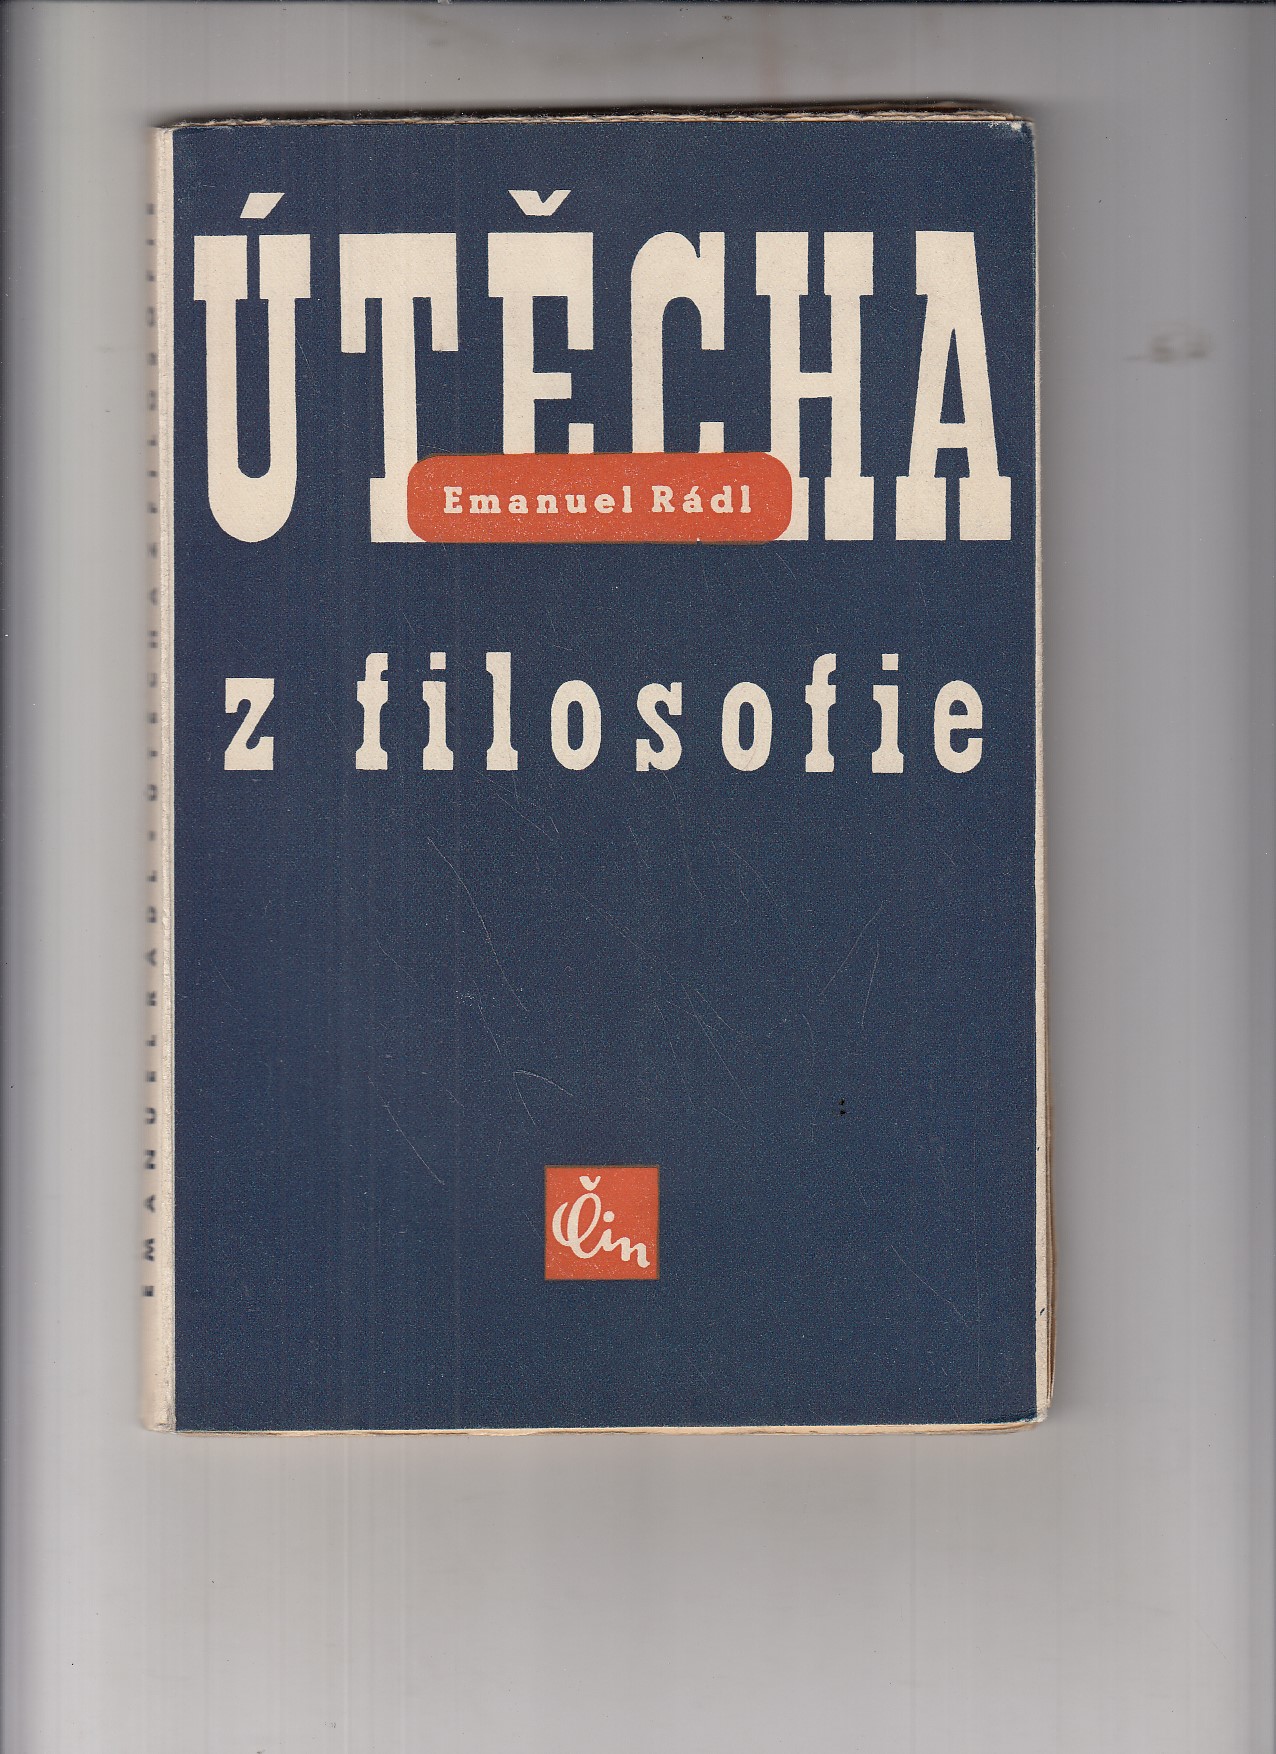 ÚTĚCHA
Emanuel Rádl
z filosofie
Čin
EMANUEL RÁDL • ÚTĚCHA Z FILOSOFIE